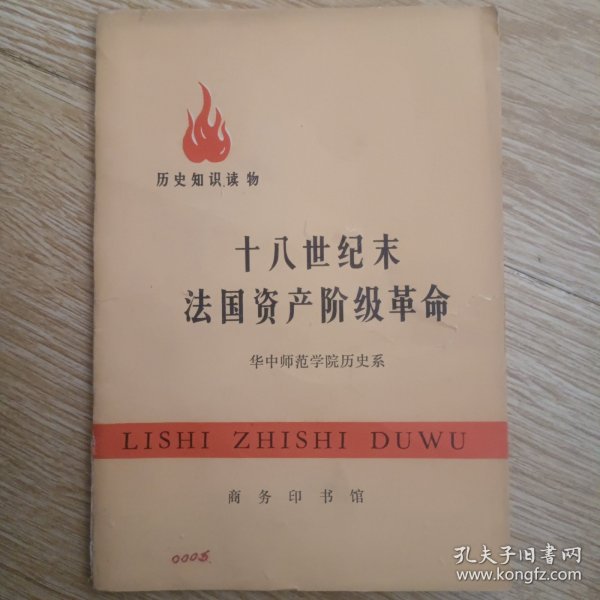 历史知识读物
十八世纪末
法国资产阶级革命
华中师范学院历史系
LISHI ZHISHI DUWU
商务印书馆
0005
孔夫子旧书网
www.kongfz.com